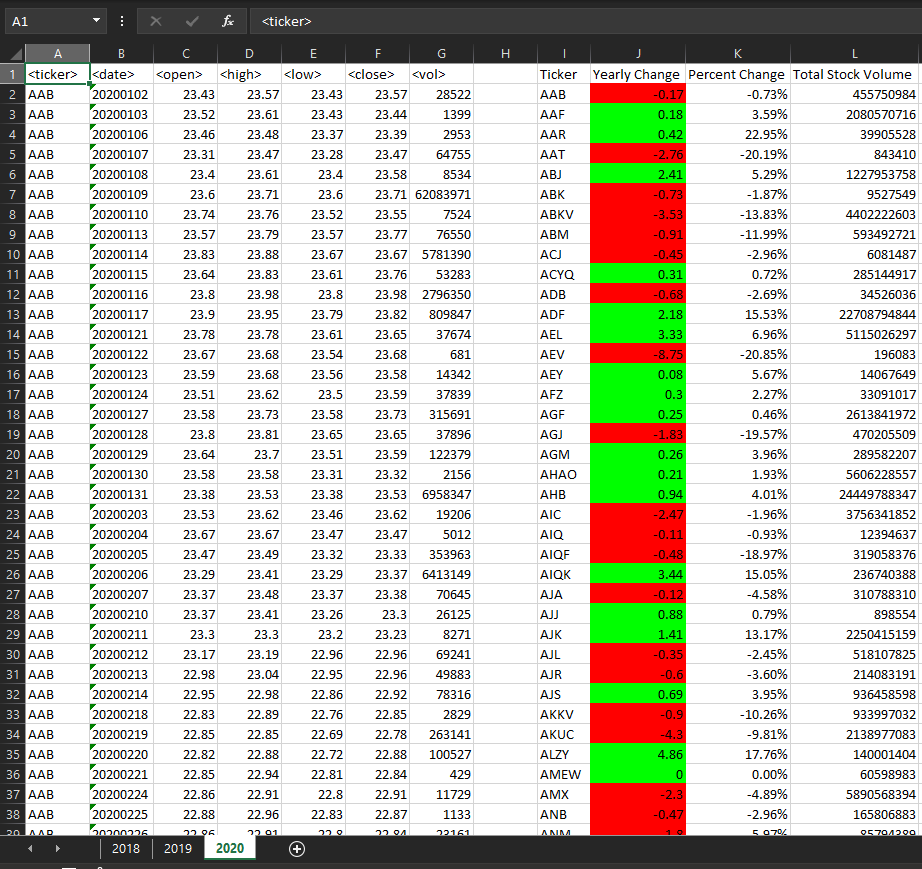 A1 fx <ticker>
A B C D E F G H I J K L
1 <ticker> <date> <open> <high> <low> <close> <vol> Ticker Yearly Change Percent Change Total Stock Volume
2 AAB 20200102 23.43 23.57 23.43 23.57 28522 AAB -0.17 -0.73% 455750984
3 AAB 20200103 23.52 23.61 23.43 23.44 1399 AAF 0.18 3.59% 2080570716
4 AAB 20200106 23.46 23.48 23.37 23.39 2953 AAR 0.42 22.95% 39905528
5 AAB 20200107 23.31 23.47 23.28 23.47 64755 AAT -2.76 -20.19% 843410
6 AAB 20200108 23.4 23.61 23.4 23.58 8534 ABJ 2.41 5.29% 1227953758
7 AAB 20200109 23.6 23.71 23.6 23.71 62083971 ABK -0.73 -1.87% 9527549
8 AAB 20200110 23.74 23.76 23.52 23.55 7524 ABKV -3.53 -13.83% 4402222603
9 AAB 20200113 23.57 23.79 23.57 23.77 76550 ABM -0.91 -11.99% 593492721
10 AAB 20200114 23.83 23.88 23.67 23.67 5781390 ACJ -0.45 -2.96% 6081487
11 AAB 20200115 23.64 23.83 23.61 23.76 53283 ACYQ 0.31 0.72% 285144917
12 AAB 20200116 23.8 23.98 23.8 23.98 2796350 ADB -0.68 -2.69% 34526036
13 AAB 20200117 23.9 23.95 23.79 23.82 809847 ADF 2.18 15.53% 22708794844
14 AAB 20200121 23.78 23.78 23.61 23.65 37674 AEL 3.33 6.96% 5115026297
15 AAB 20200122 23.67 23.68 23.54 23.68 681 AEV -8.75 -20.85% 196083
16 AAB 20200123 23.59 23.68 23.56 23.58 14342 AEY 0.08 5.67% 14067649
17 AAB 20200124 23.51 23.62 23.5 23.59 37839 AFZ 0.3 2.27% 33091017
18 AAB 20200127 23.58 23.73 23.58 23.73 315691 AGF 0.25 0.46% 2613841972
19 AAB 20200128 23.8 23.81 23.65 23.65 37896 AGJ -1.83 -19.57% 470205509
20 AAB 20200129 23.64 23.7 23.51 23.59 122379 AGM 0.26 3.96% 289582207
21 AAB 20200130 23.58 23.58 23.31 23.32 2156 AHAO 0.21 1.93% 5606228557
22 AAB 20200131 23.38 23.53 23.38 23.53 6958347 AHB 0.94 4.01% 24449788347
23 AAB 20200203 23.53 23.62 23.46 23.62 19206 AIC -2.47 -1.96% 3756341852
24 AAB 20200204 23.67 23.67 23.47 23.47 5012 AIQ -0.11 -0.93% 12394637
25 AAB 20200205 23.47 23.49 23.32 23.33 353963 AIQF -0.48 -18.97% 319058376
26 AAB 20200206 23.29 23.41 23.29 23.37 6413149 AIQK 3.44 15.05% 236740388
27 AAB 20200207 23.37 23.48 23.37 23.38 70645 AJA -0.12 -4.58% 310788310
28 AAB 20200210 23.37 23.41 23.26 23.3 26125 AJJ 0.88 0.79% 898554
29 AAB 20200211 23.3 23.3 23.2 23.23 8271 AJK 1.41 13.17% 2250415159
30 AAB 20200212 23.17 23.19 22.96 22.96 69241 AJL -0.35 -2.45% 518107825
31 AAB 20200213 22.98 23.04 22.95 22.96 49883 AJR -0.6 -3.60% 214083191
32 AAB 20200214 22.95 22.98 22.86 22.92 78316 AJS 0.69 3.95% 936458598
33 AAB 20200218 22.83 22.89 22.76 22.85 2829 AKKV -0.9 -10.26% 933997032
34 AAB 20200219 22.85 22.85 22.69 22.78 263141 AKUC -4.3 -9.81% 2138977083
35 AAB 20200220 22.82 22.88 22.72 22.88 100527 ALZY 4.86 17.76% 140001404
36 AAB 20200221 22.85 22.94 22.81 22.84 429 AMEW 0 0.00% 60598983
37 AAB 20200224 22.86 22.91 22.8 22.91 11729 AMX -2.3 -4.89% 5890568394
38 AAB 20200225 22.88 22.96 22.83 22.87 1133 ANB -0.47 -2.96% 165806883
39 AAB 20200226 22.86 22.91 22.8 22.84 23161 ANM
2018 2019 2020